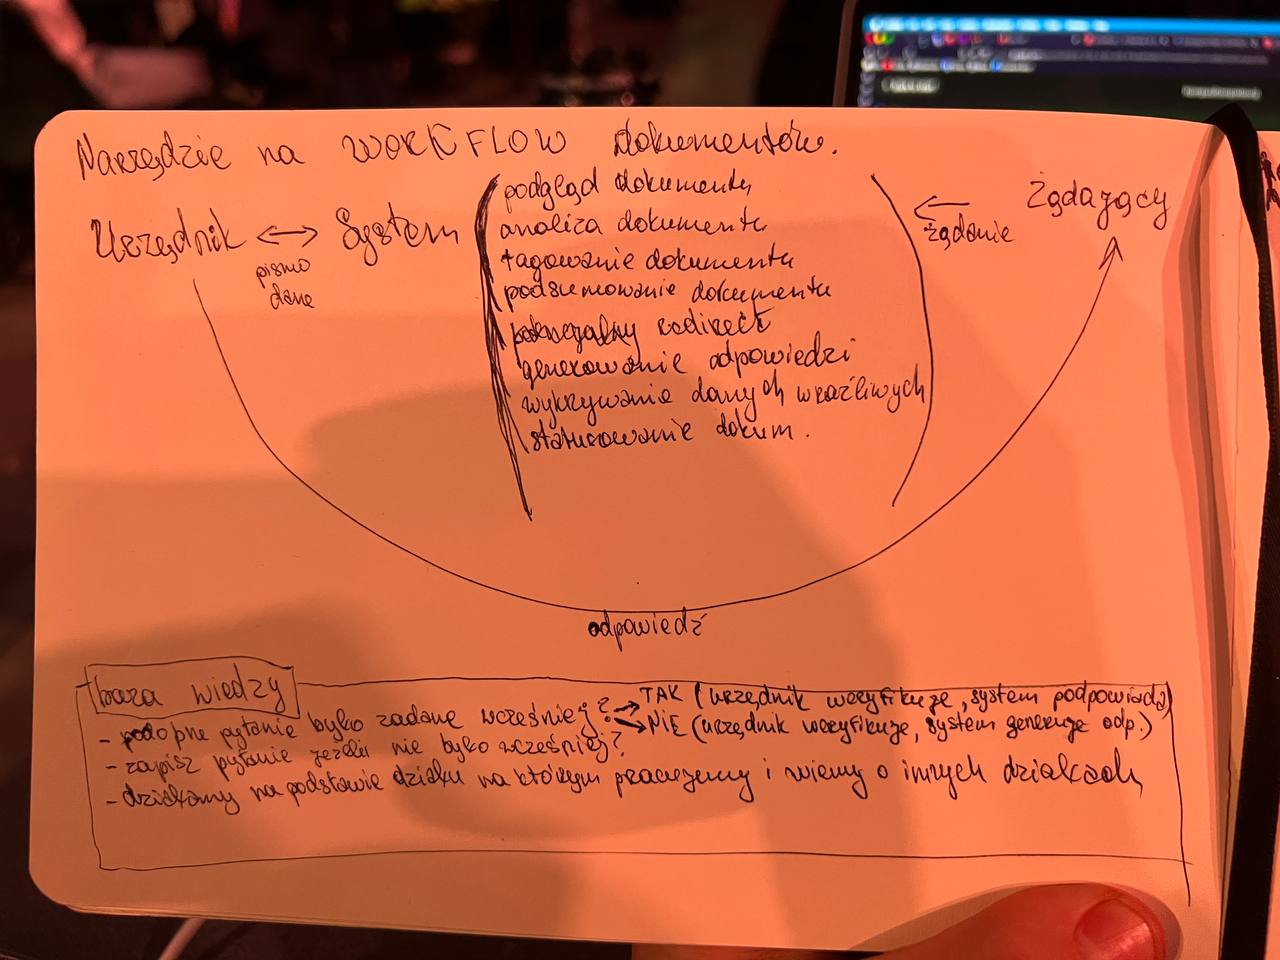 Narzędzie na WORKFLOW dokumentów.
Urzędnik ↔ System
pismo
dane
podgląd dokumentu
analiza dokumentu
tagowanie dokumentu
podsumowanie dokumentu
potencjalny redirect
generowanie odpowiedzi
wykrywanie danych wrażliwych
statusowanie dokum.
Żądający
← żądanie
odpowiedź
baza wiedzy
- podobne pytanie było zadane wcześniej? → TAK (urzędnik weryfikuje, system podpowiada)
→ NIE (urzędnik weryfikuje, system generuje odp.)
- zapisz pytanie jeżeli nie było wcześniej?
- działamy na podstawie działu na którym pracujemy i wiemy o innych działach